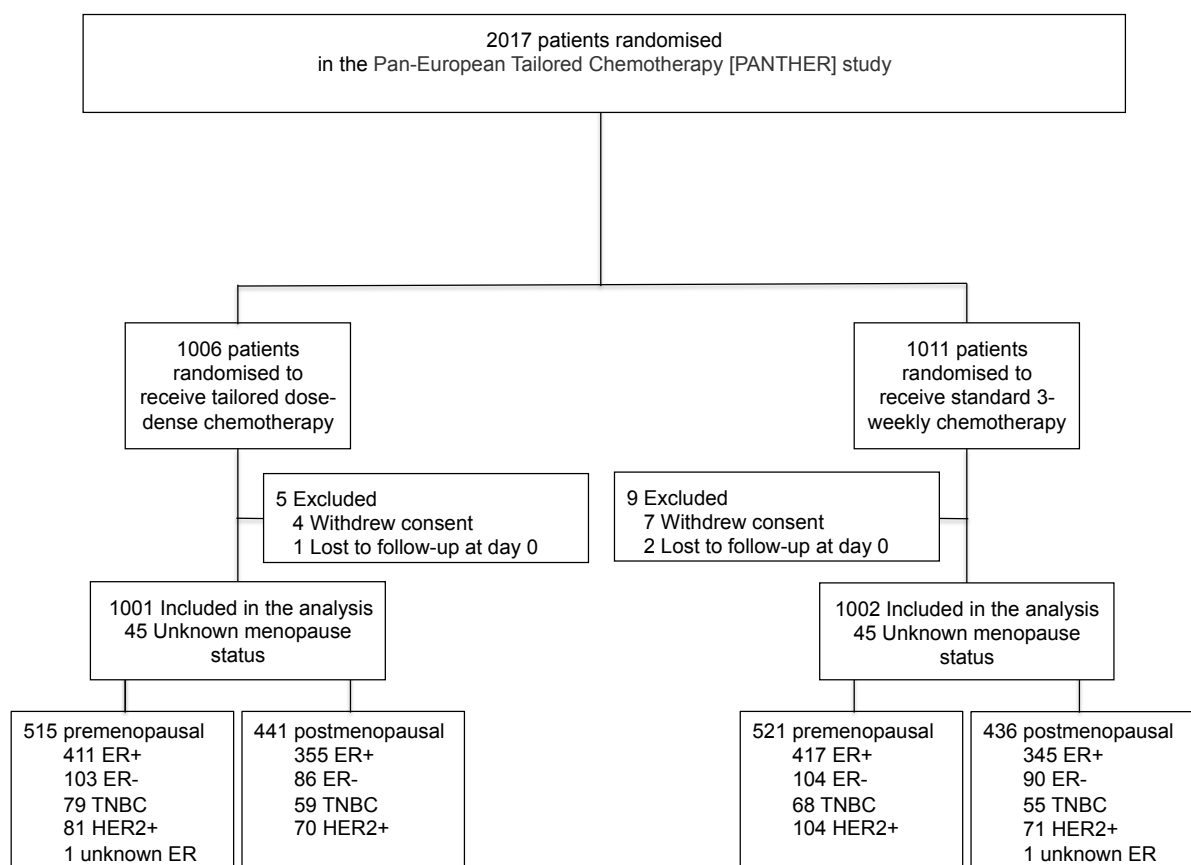 2017 patients randomised
in the Pan-European Tailored Chemotherapy [PANTHER] study
1006 patients
randomised to
receive tailored dose-
dense chemotherapy
1011 patients
randomised to
receive standard 3-
weekly chemotherapy
5 Excluded
4 Withdrew consent
1 Lost to follow-up at day 0
9 Excluded
7 Withdrew consent
2 Lost to follow-up at day 0
1001 Included in the analysis
45 Unknown menopause
status
1002 Included in the analysis
45 Unknown menopause
status
515 premenopausal
411 ER+
103 ER-
79 TNBC
81 HER2+
1 unknown ER
441 postmenopausal
355 ER+
86 ER-
59 TNBC
70 HER2+
521 premenopausal
417 ER+
104 ER-
68 TNBC
104 HER2+
436 postmenopausal
345 ER+
90 ER-
55 TNBC
71 HER2+
1 unknown ER